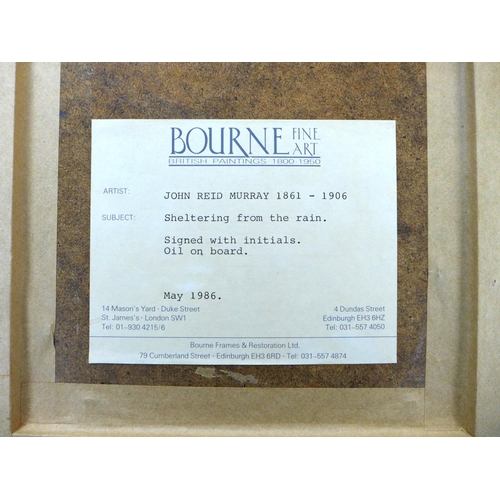 BOURNE FINE ART
BRITISH PAINTINGS 1800-1950
ARTIST: JOHN REID MURRAY 1861 - 1906
SUBJECT: Sheltering from the rain.
Signed with initials.
Oil on board.
May 1986.
14 Mason's Yard · Duke Street
St. James's · London SW1
Tel: 01-930 4215/6
4 Dundas Street
Edinburgh EH3 6HZ
Tel: 031-557 4050
Bourne Frames & Restoration Ltd.
79 Cumberland Street · Edinburgh EH3 6RD · Tel: 031-557 4874